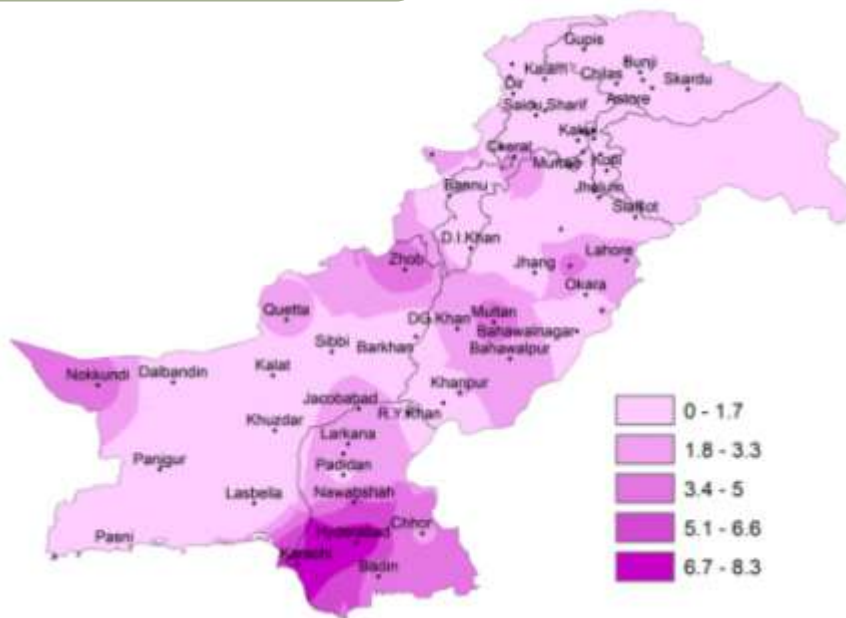 Gupis
Kalam
Bunji
Chilas
Skardu
Dir
Astore
Saidu Sharif
Cherat
Kotli
Bannu
Jhelum
Sialkot
D.I.Khan
Zhob
Lahore
Jhang
Okara
Quetta
DG.Khan
Multan
Bahawalnagar
Sibbi
Barkhan
Bahawalpur
Nokkundi
Dalbandin
Kalat
Khanpur
Jacobabad
R.Y.Khan
Khuzdar
Larkana
Panjgur
Padidan
Lasbella
Nawabshah
Chhor
Pasni
Hyderabad
Karachi
Badin
0 - 1.7
1.8 - 3.3
3.4 - 5
5.1 - 6.6
6.7 - 8.3